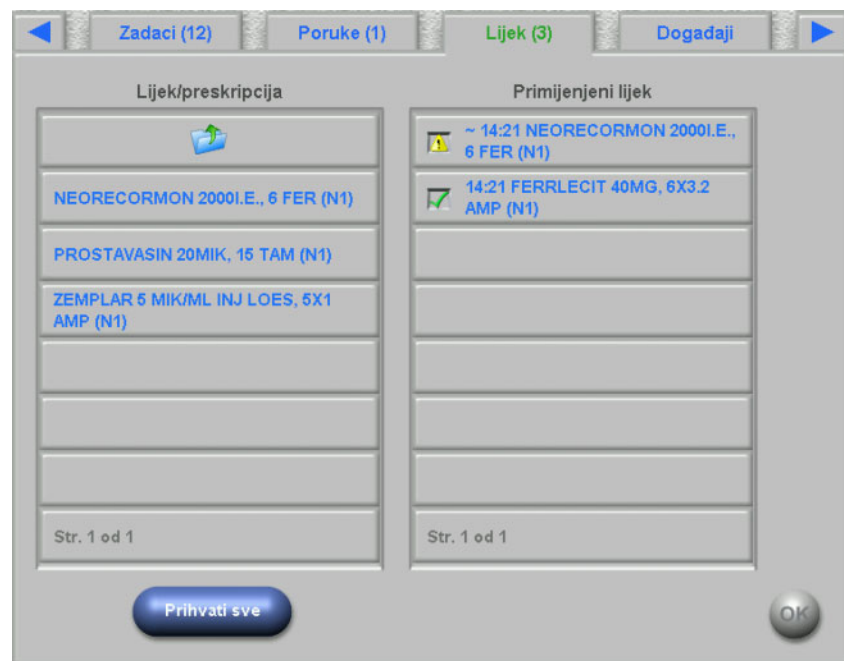 Zadaci (12)
Poruke (1)
Lijek (3)
Događaji
Lijek/preskripcija
NEORECORMON 2000I.E., 6 FER (N1)
PROSTAVASIN 20MIK, 15 TAM (N1)
ZEMPLAR 5 MIK/ML INJ LOES, 5X1
AMP (N1)
Str. 1 od 1
Primijenjeni lijek
~ 14:21 NEORECORMON 2000I.E.,
6 FER (N1)
14:21 FERRLECIT 40MG, 6X3.2
AMP (N1)
Str. 1 od 1
Prihvati sve
OK